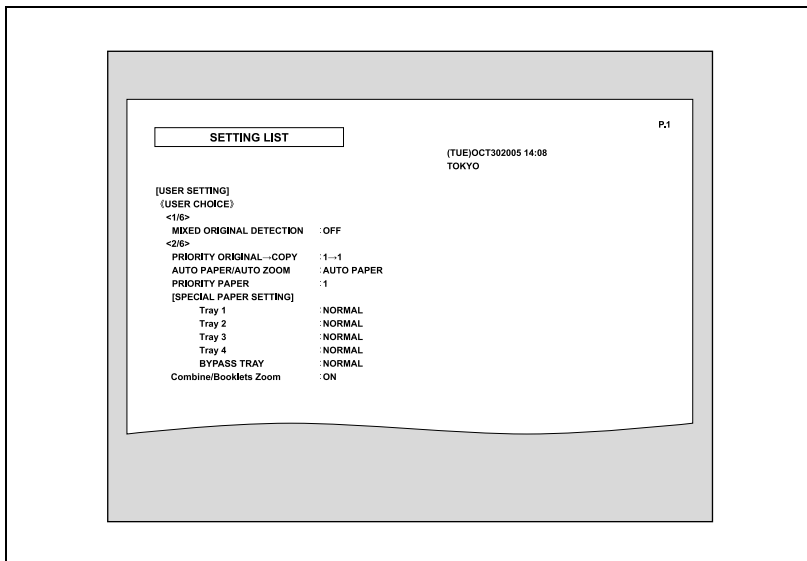 P.1
SETTING LIST
(TUE)OCT302005 14:08
TOKYO
[USER SETTING]
《USER CHOICE》
<1/6>
MIXED ORIGINAL DETECTION :OFF
<2/6>
PRIORITY ORIGINAL→COPY :1→1
AUTO PAPER/AUTO ZOOM :AUTO PAPER
PRIORITY PAPER :1
[SPECIAL PAPER SETTING]
Tray 1 :NORMAL
Tray 2 :NORMAL
Tray 3 :NORMAL
Tray 4 :NORMAL
BYPASS TRAY :NORMAL
Combine/Booklets Zoom :ON